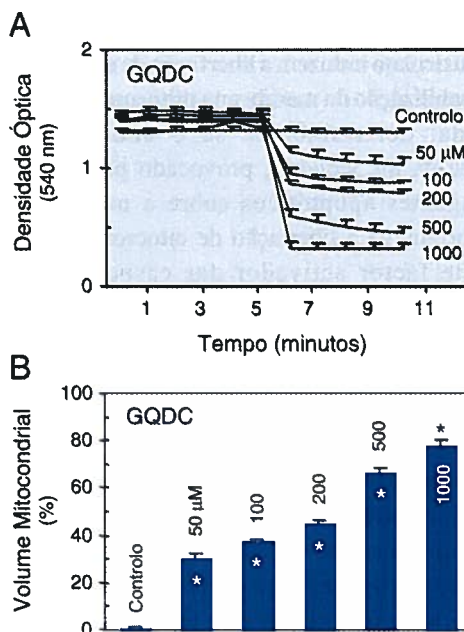 A
GQDC
2
1
0
Densidade Óptica
(540 nm)
Controlo
50 µM
100
200
500
1000
1 3 5 7 9 11
Tempo (minutos)
B
GQDC
100
80
60
40
20
0
Volume Mitocondrial
(%)
Controlo
50 µM
*
100
*
200
*
500
*
1000
*